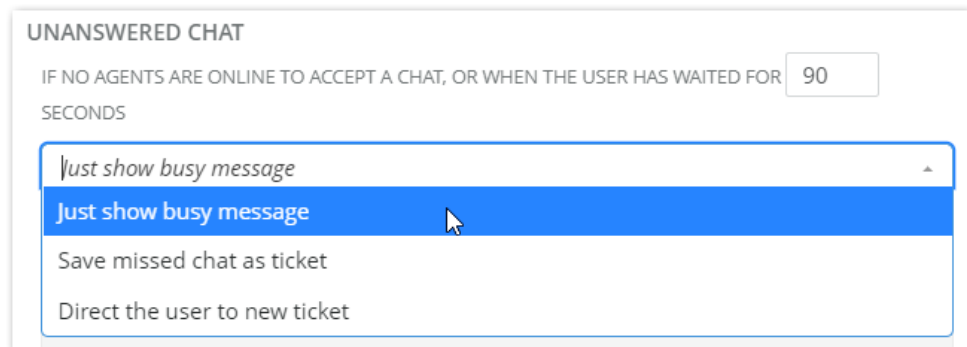 UNANSWERED CHAT
IF NO AGENTS ARE ONLINE TO ACCEPT A CHAT, OR WHEN THE USER HAS WAITED FOR 90
SECONDS
Just show busy message
Just show busy message
Save missed chat as ticket
Direct the user to new ticket